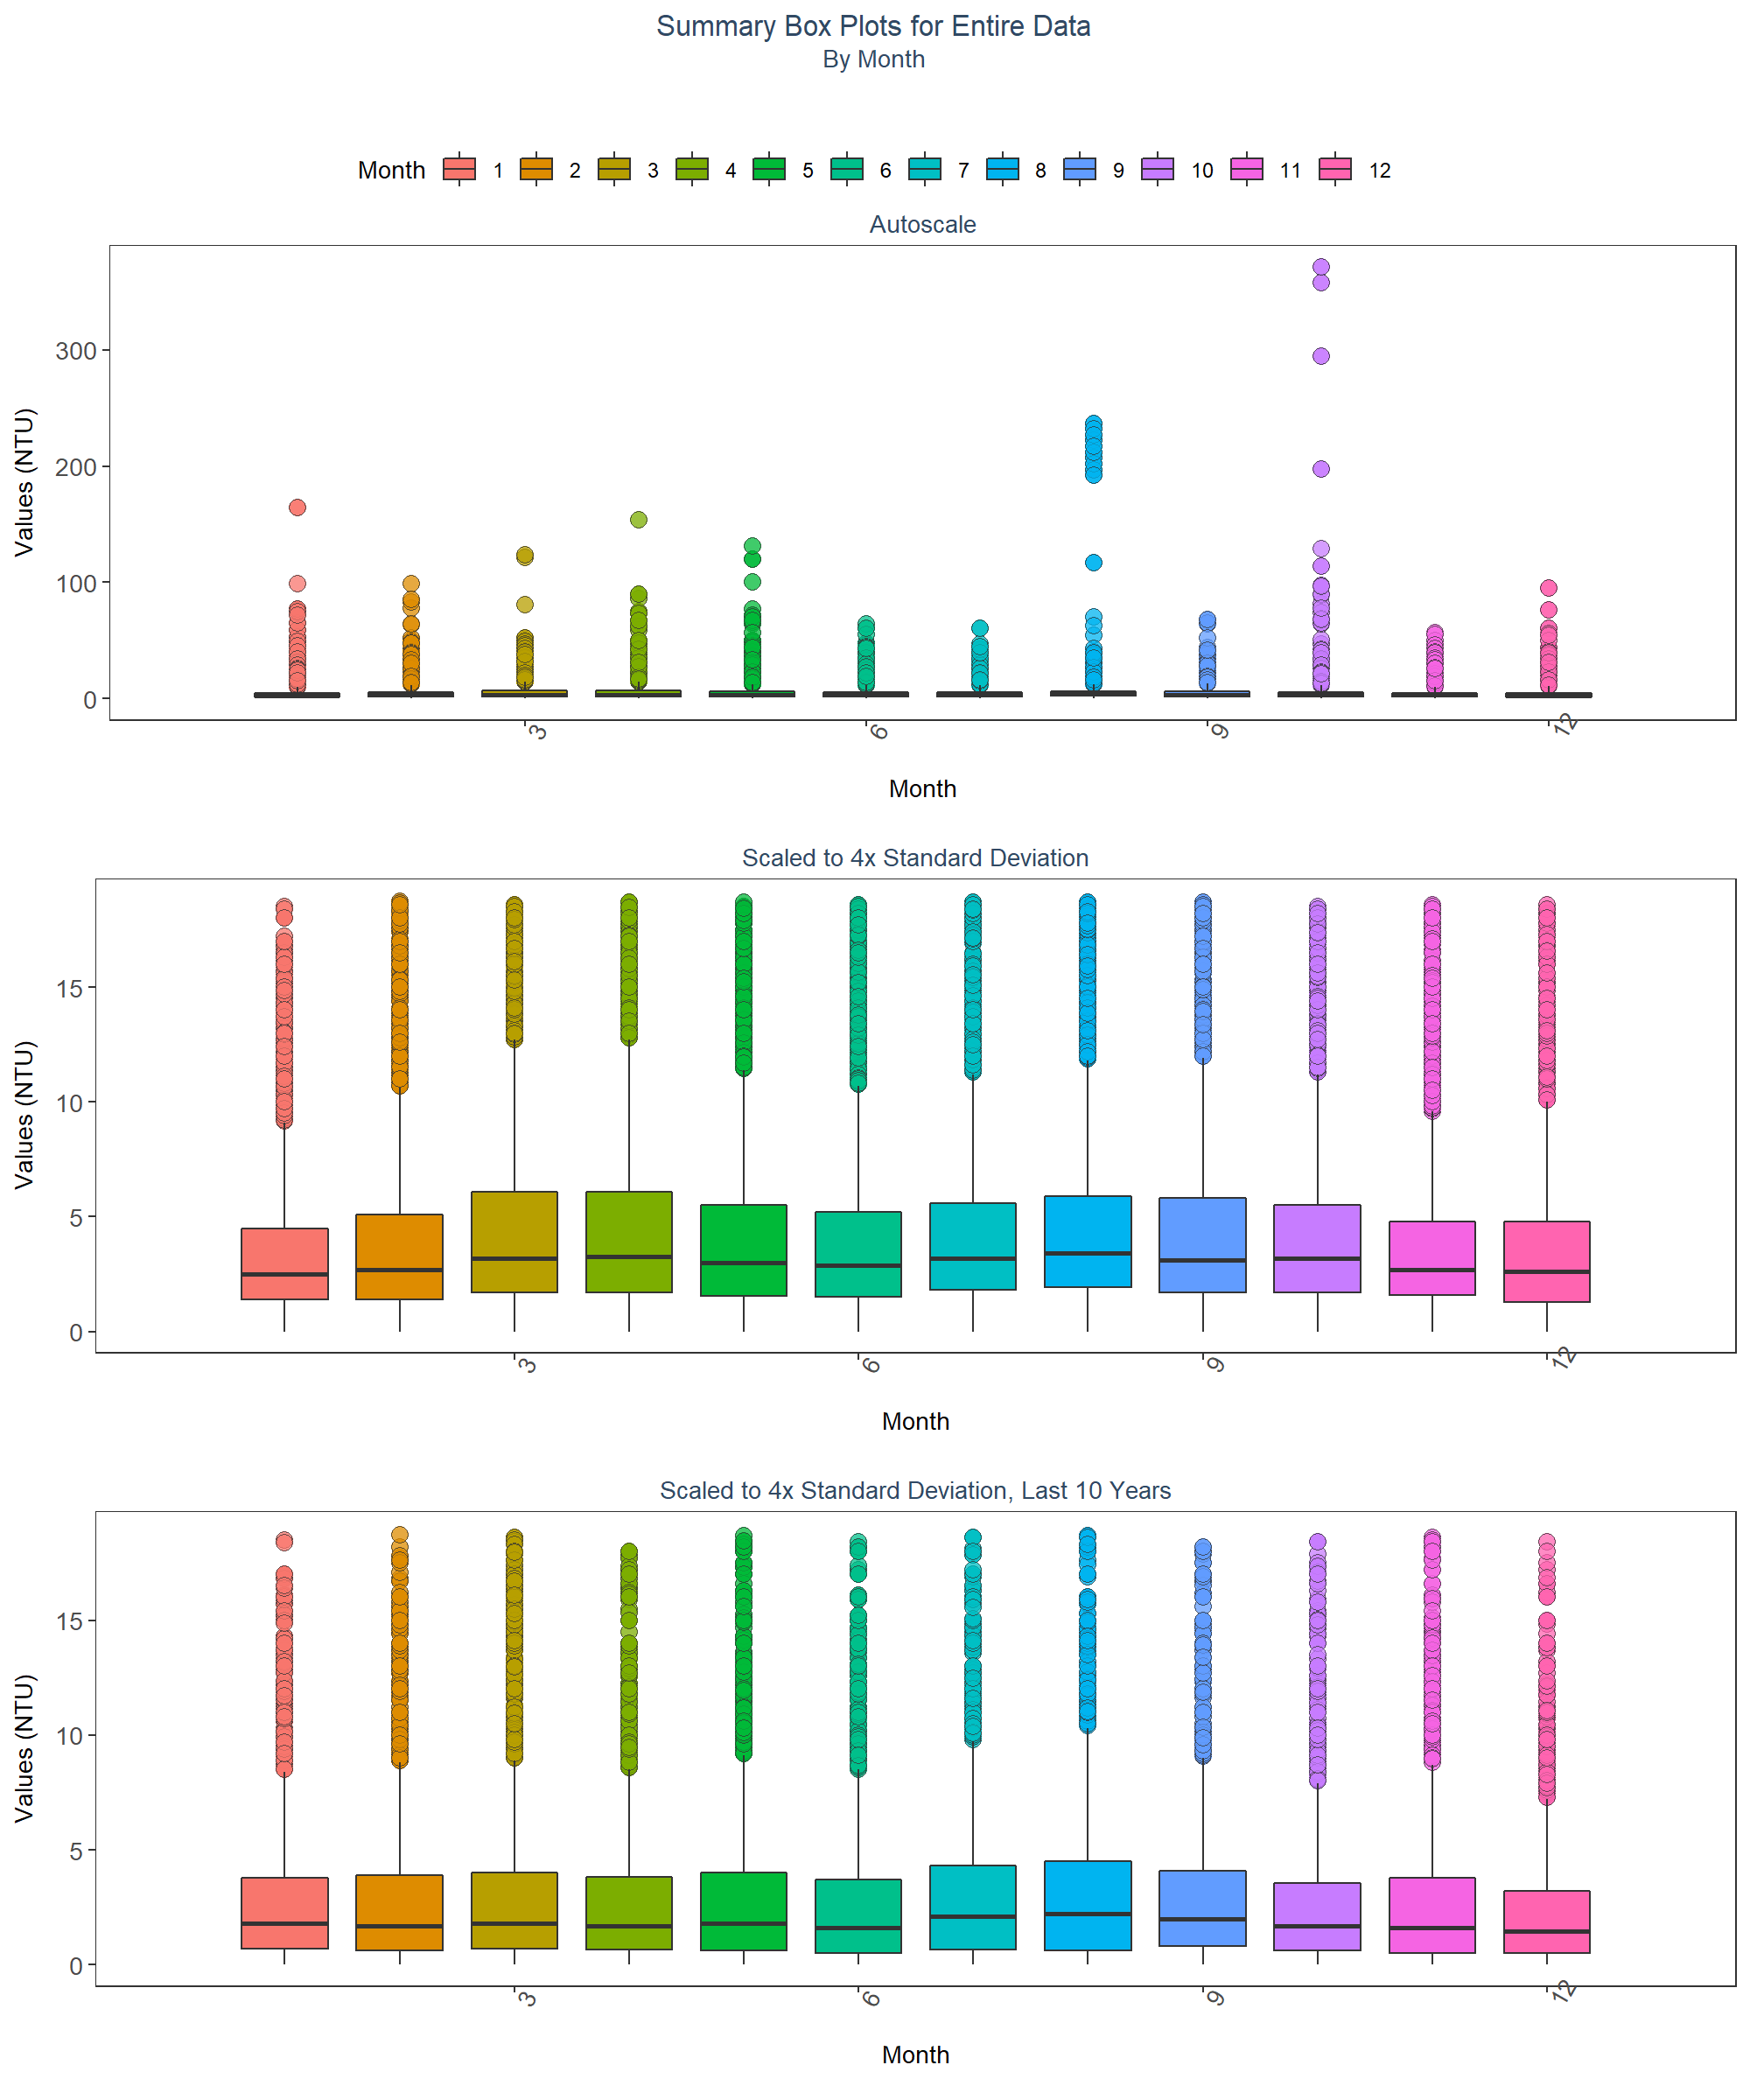 Summary Box Plots for Entire Data
By Month
Month 1 2 3 4 5 6 7 8 9 10 11 12
Autoscale
Values (NTU)
300
200
100
0
3 6 9 12
Month
Scaled to 4x Standard Deviation
Values (NTU)
15
10
5
0
3 6 9 12
Month
Scaled to 4x Standard Deviation, Last 10 Years
Values (NTU)
15
10
5
0
3 6 9 12
Month